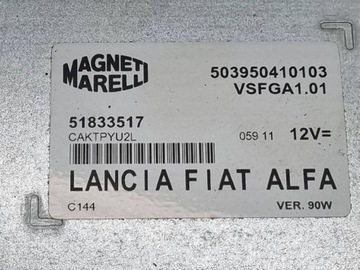 MAGNETI
MARELLI
503950410103
VSFGA1.01
51833517
CAKTPYU2L
059 11 12V=
LANCIA FIAT ALFA
C144
VER. 90W